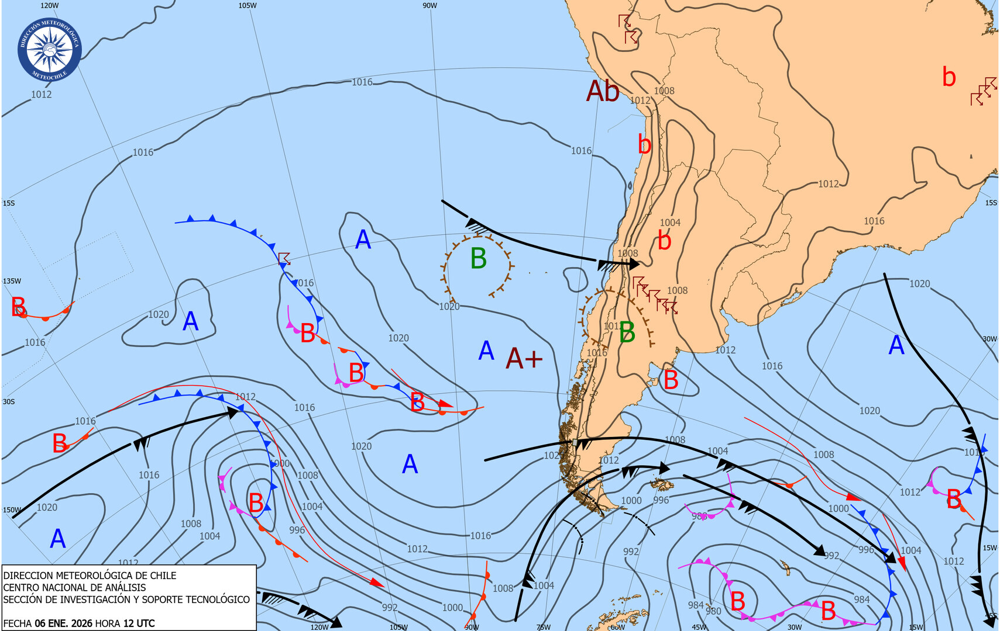 120W
105W
90W
DIRECCIÓN METEOROLÓGICA
METEOCHILE
1012
1016
b
Ab
1008
1012
b
1016
1016
1012
15S
15S
1016
1004
A
b
B
1008
135W
1016
1020
1008
1020
B
1020
A
B
1012
B
1020
30W
1016
A
A+
1016
1012
A
B
1016
B
30S
1012
1016
B
1020
1016
B
1008
1020
1020
1004
1008
1016
1000
A
1012
1016
1008
1012
B
1000
996
B
1020
150W
1004
988
1000
1008
996
1004
1016
A
1012
992
992
996
1004
15W
1012
1012
DIRECCION METEOROLÓGICA DE CHILE
CENTRO NACIONAL DE ANÁLISIS
SECCIÓN DE INVESTIGACIÓN Y SOPORTE TECNOLÓGICO
FECHA 06 ENE. 2026 HORA 12 UTC
1004
1008
984
B
980
B
984
992
1000
45S
120W
105W
90W
75W
60W
45W
30W
15W